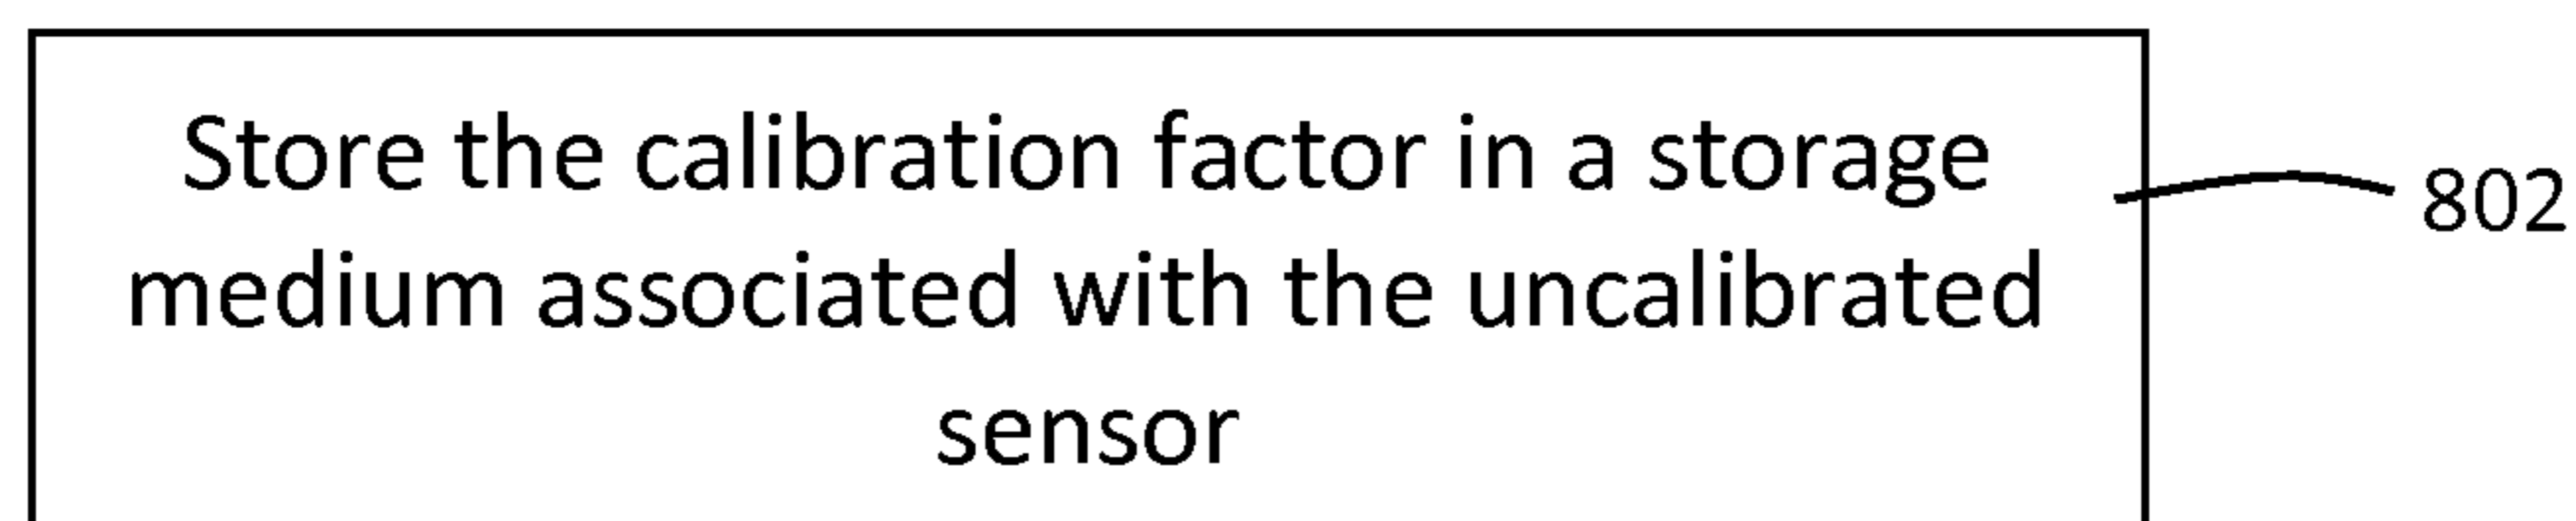 Store the calibration factor in a storage
802
medium associated with the uncalibrated
sensor